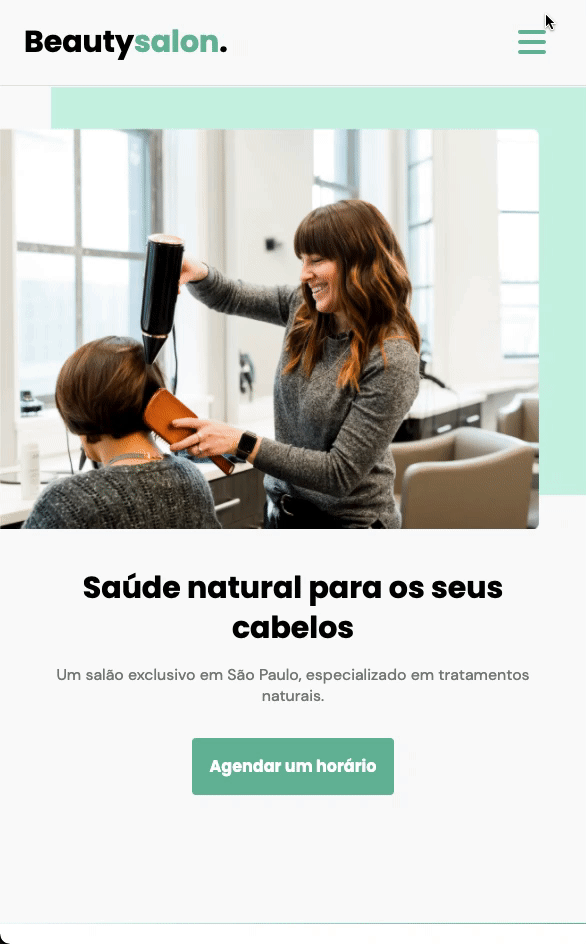 Beautysalon.
Saúde natural para os seus
cabelos
Um salão exclusivo em São Paulo, especializado em tratamentos
naturais.
Agendar um horário